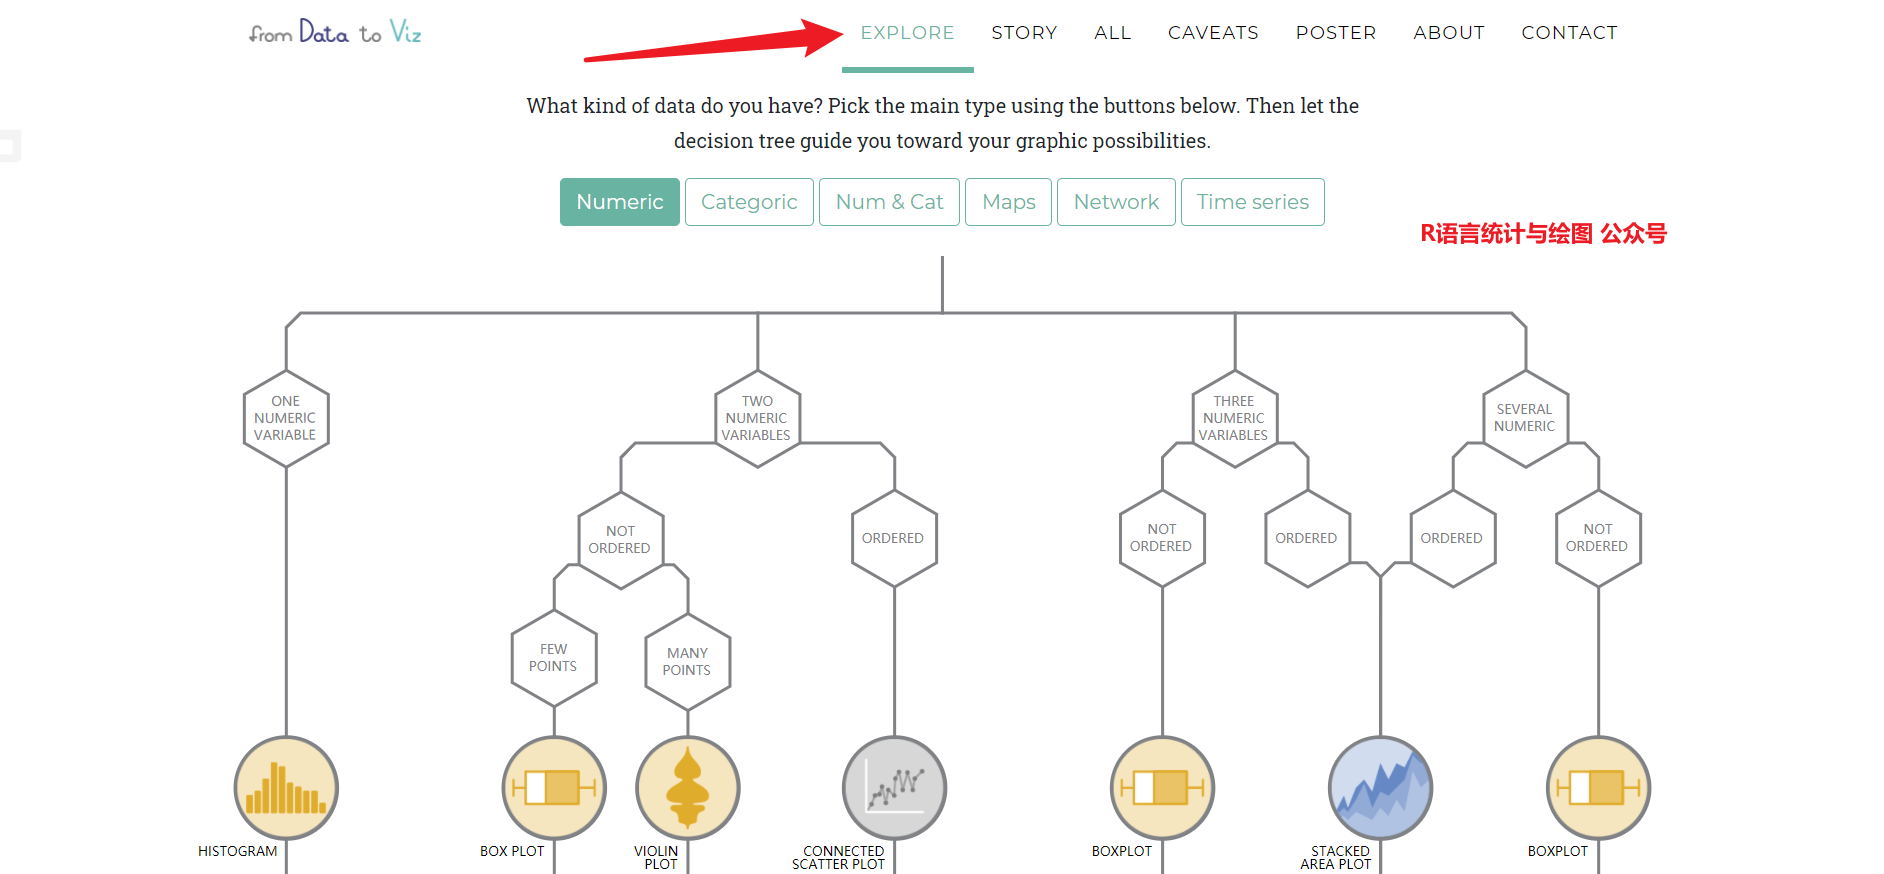 from Data to Viz
EXPLORE STORY ALL CAVEATS POSTER ABOUT CONTACT
What kind of data do you have? Pick the main type using the buttons below. Then let the
decision tree guide you toward your graphic possibilities.
Numeric Categoric Num & Cat Maps Network Time series
R语言统计与绘图 公众号
ONE
NUMERIC
VARIABLE
TWO
NUMERIC
VARIABLES
THREE
NUMERIC
VARIABLES
SEVERAL
NUMERIC
NOT
ORDERED
ORDERED
NOT
ORDERED
ORDERED
ORDERED
NOT
ORDERED
FEW
POINTS
MANY
POINTS
HISTOGRAM
BOX PLOT
VIOLIN
PLOT
CONNECTED
SCATTER PLOT
BOXPLOT
STACKED
AREA PLOT
BOXPLOT